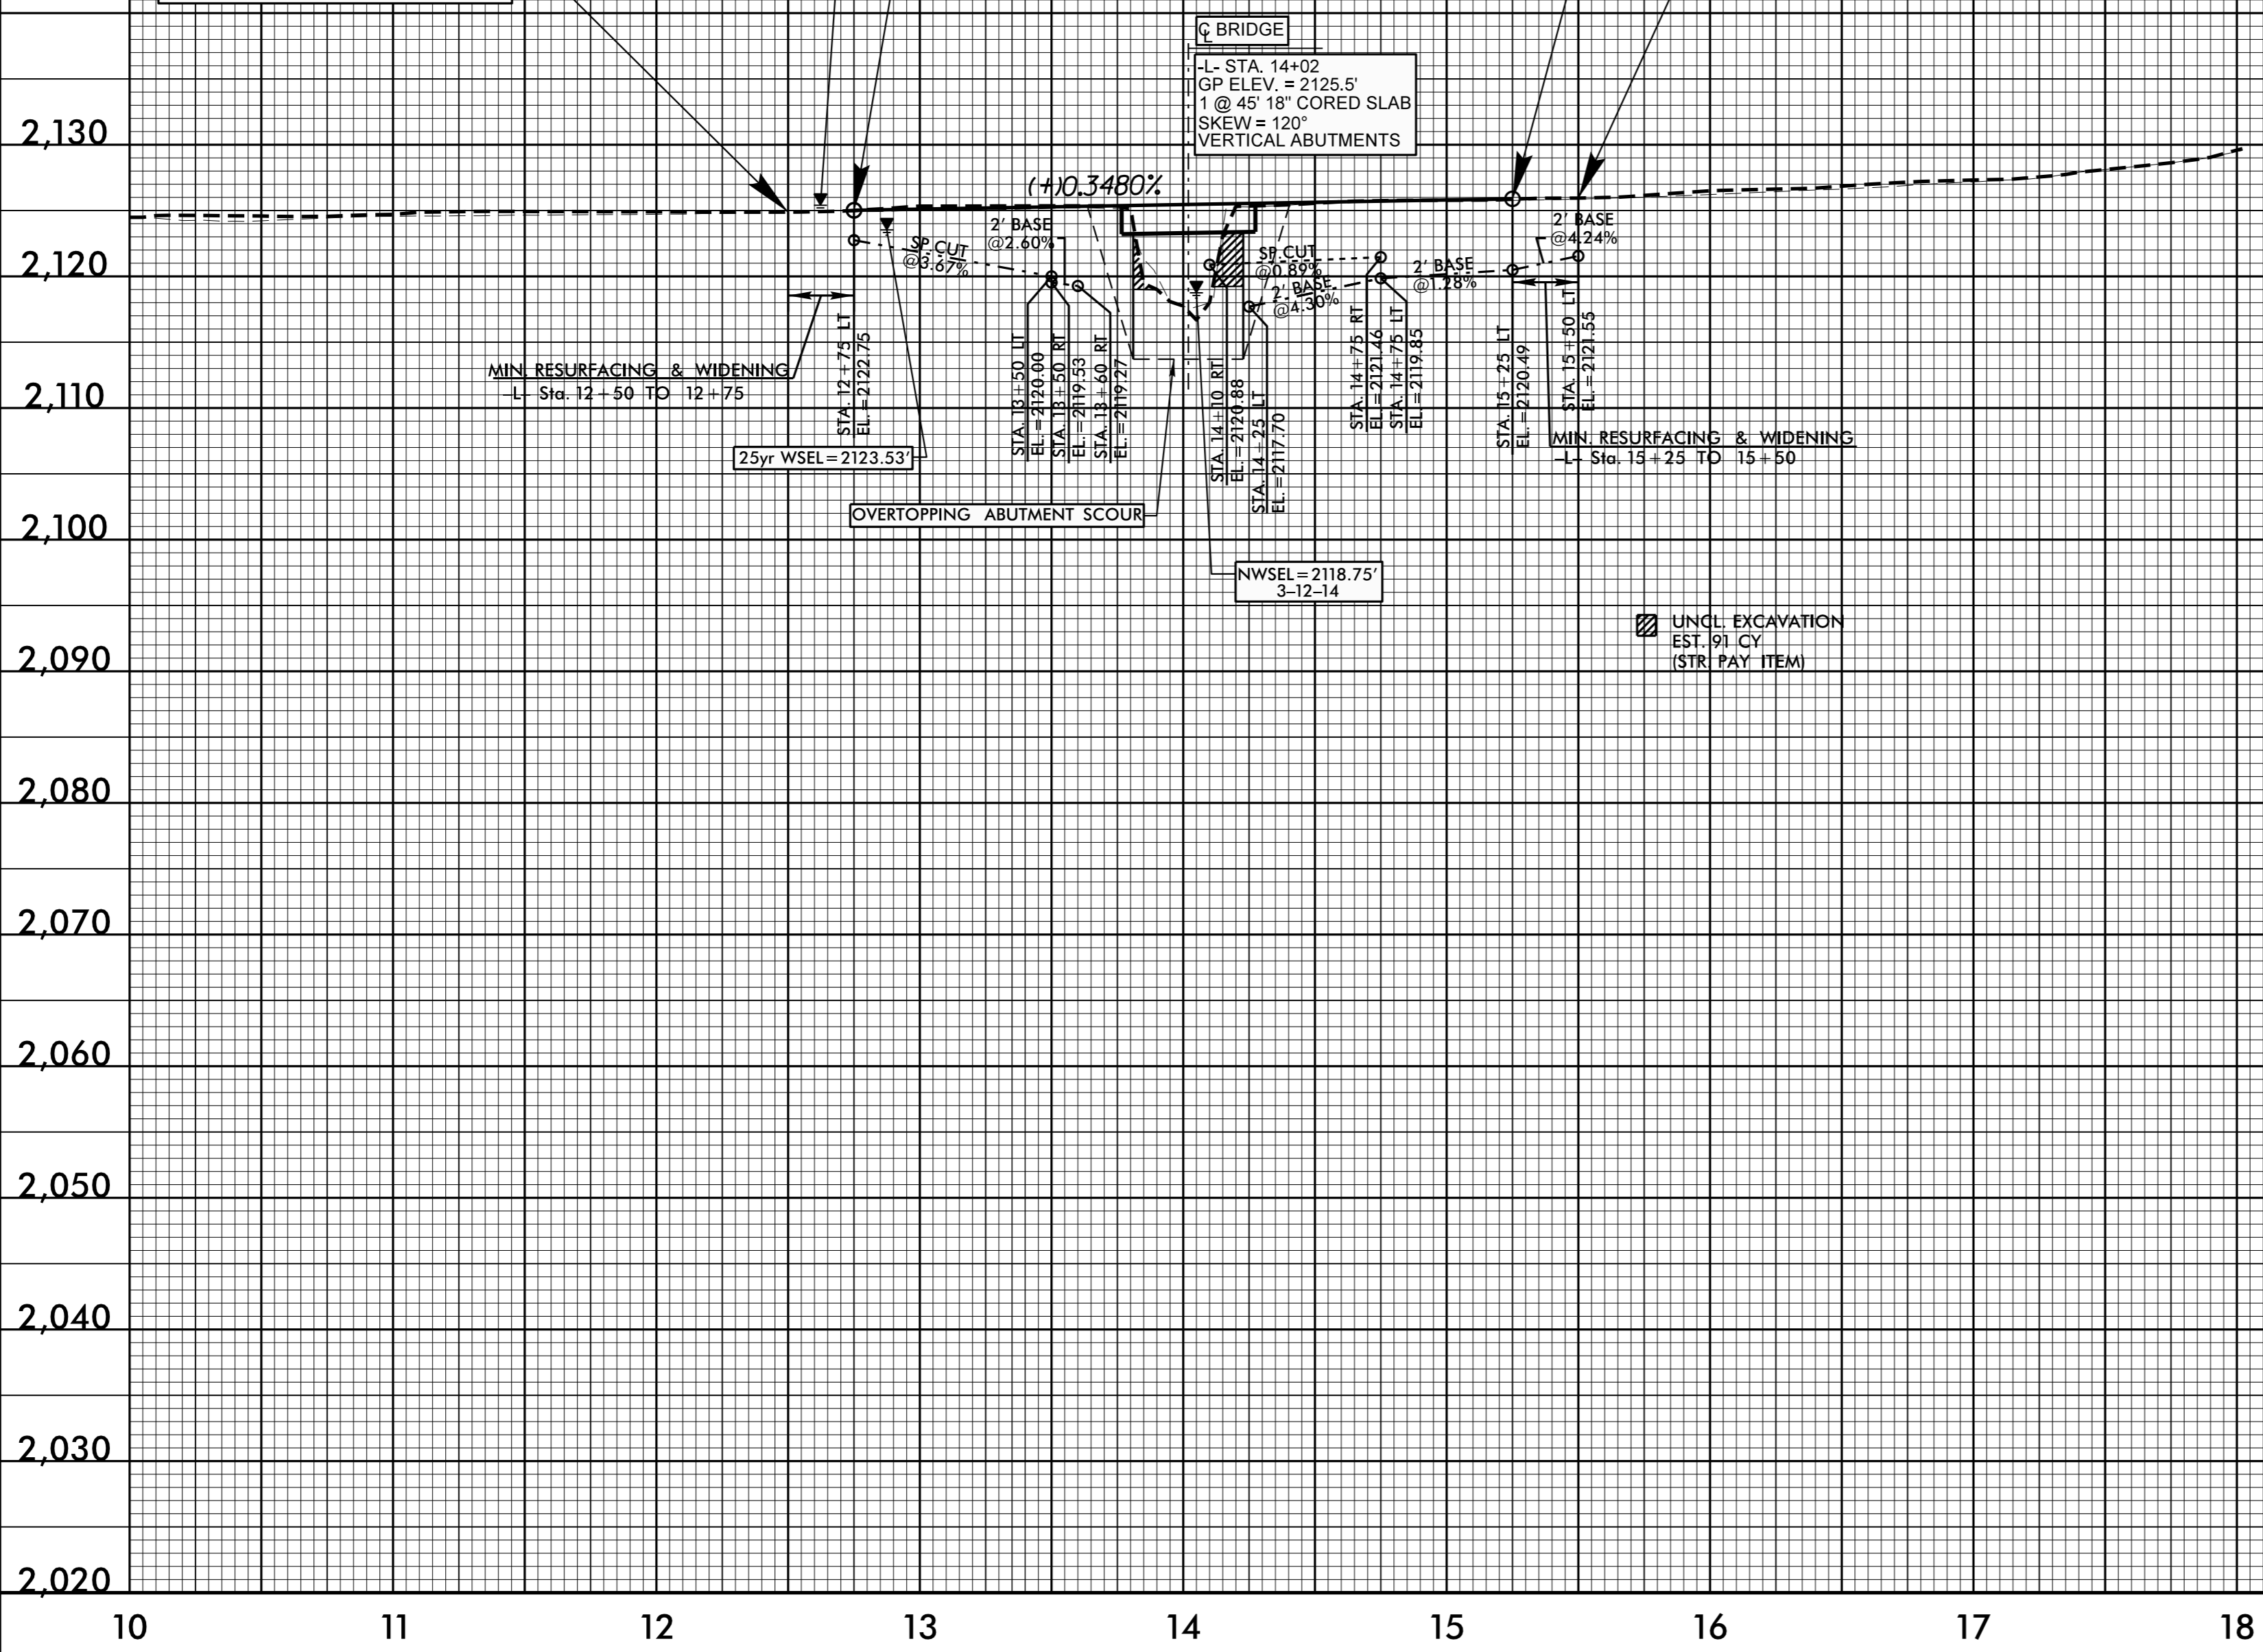 ℄ BRIDGE
-L- STA. 14+02
GP ELEV. = 2125.5'
1 @ 45' 18" CORED SLAB
SKEW = 120°
VERTICAL ABUTMENTS
2,130
(+)0.3480%
2' BASE
@2.60%
SP. CUT
@3.67%
SP. CUT
@0.89%
2' BASE
@4.30%
2' BASE
@1.28%
2' BASE
@4.24%
2,120
MIN. RESURFACING & WIDENING
-L- Sta. 12+50 TO 12+75
STA. 12+75 LT
EL.=2122.75
STA. 13+50 LT
EL.=2120.00
STA. 13+50 RT
EL.=2119.53
STA. 13+60 RT
EL.=2119.27
STA. 14+10 RT
EL.=2120.88
STA. 14+25 LT
EL.=2117.70
STA. 14+75 RT
EL.=2121.46
STA. 14+75 LT
EL.=2119.85
STA. 15+25 LT
EL.=2120.49
STA. 15+50 LT
EL.=2121.55
2,110
25yr WSEL=2123.53'
MIN. RESURFACING & WIDENING
-L- Sta. 15+25 TO 15+50
OVERTOPPING ABUTMENT SCOUR
2,100
NWSEL=2118.75'
3-12-14
UNCL. EXCAVATION
EST. 91 CY
(STR. PAY ITEM)
2,090
2,080
2,070
2,060
2,050
2,040
2,030
2,020
10 11 12 13 14 15 16 17 18